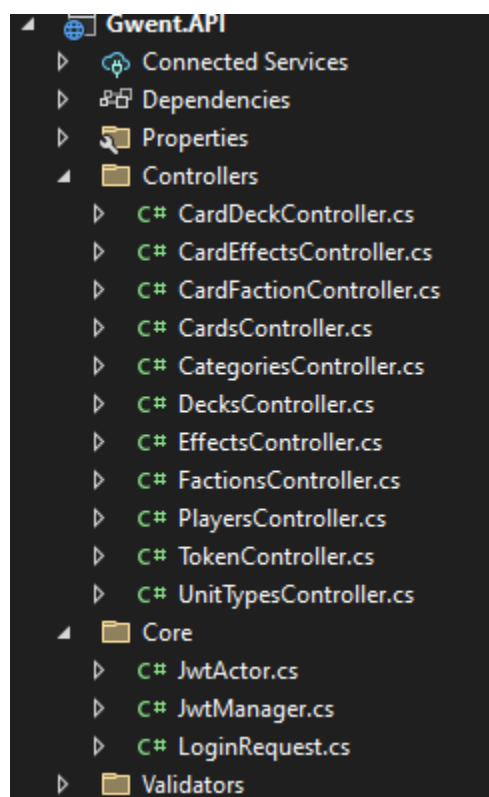 Gwent.API
Connected Services
Dependencies
Properties
Controllers
C# CardDeckController.cs
C# CardEffectsController.cs
C# CardFactionController.cs
C# CardsController.cs
C# CategoriesController.cs
C# DecksController.cs
C# EffectsController.cs
C# FactionsController.cs
C# PlayersController.cs
C# TokenController.cs
C# UnitTypesController.cs
Core
C# JwtActor.cs
C# JwtManager.cs
C# LoginRequest.cs
Validators